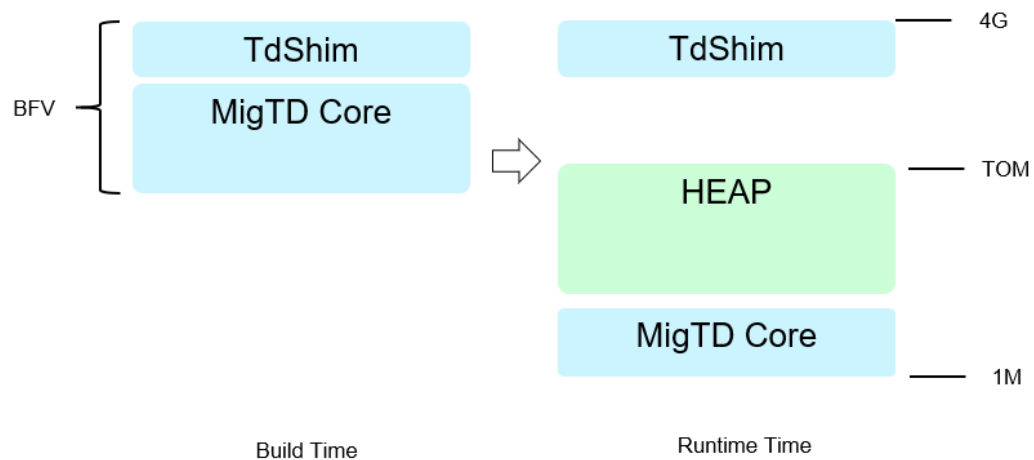 TdShim
MigTD Core
BFV
Build Time
TdShim
4G
HEAP
TOM
MigTD Core
1M
Runtime Time